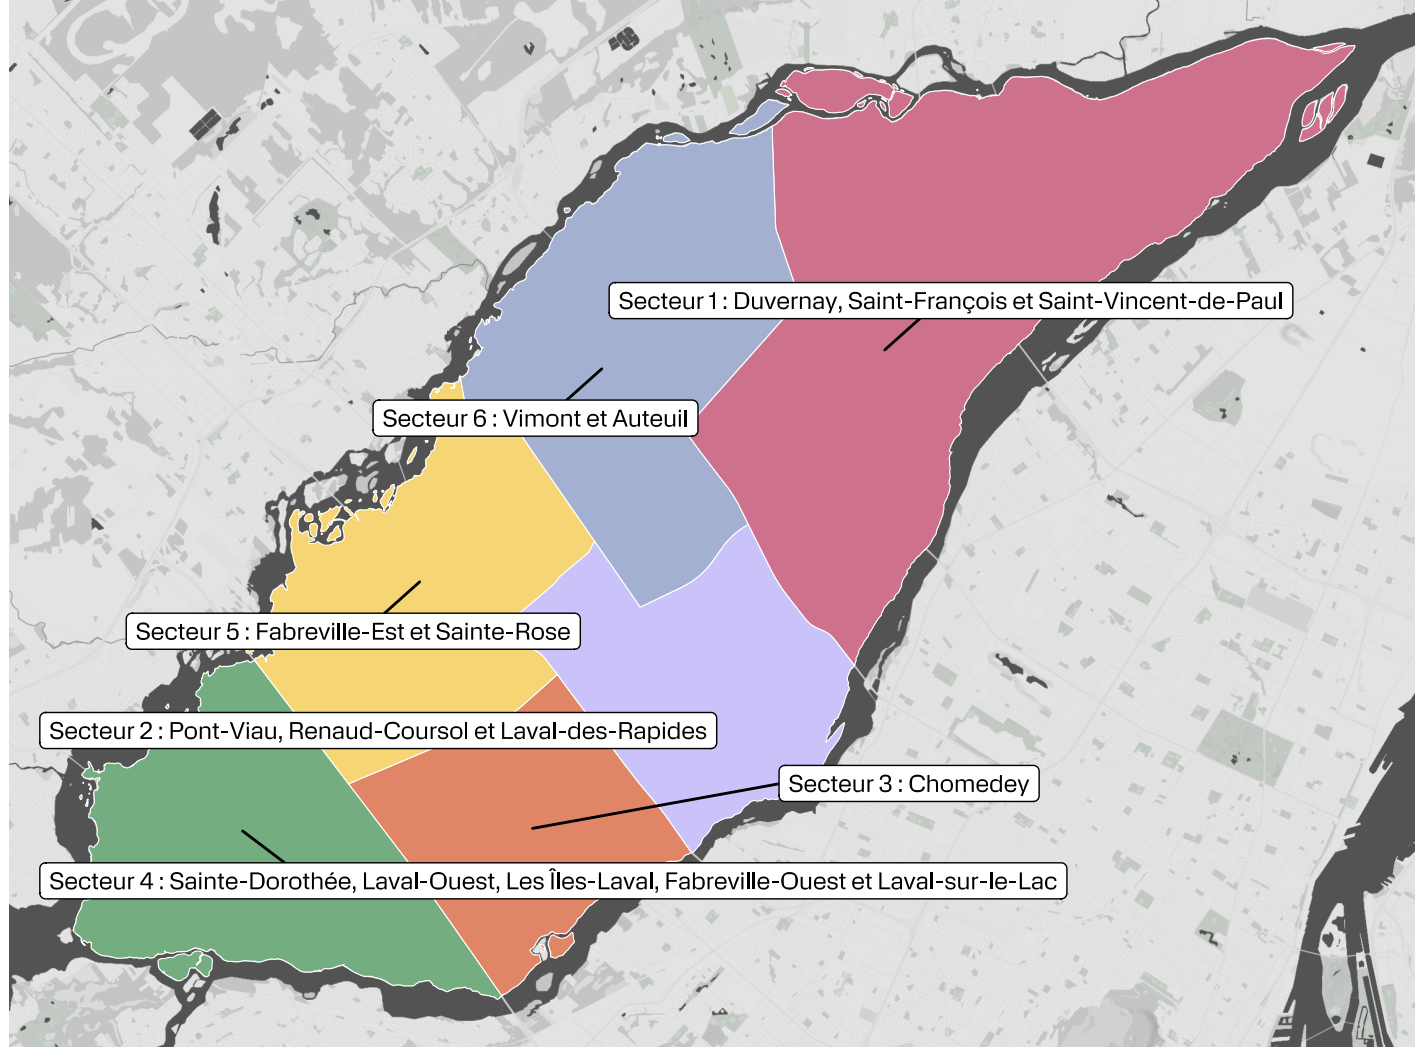 Secteur 1 : Duvernay, Saint-François et Saint-Vincent-de-Paul
Secteur 6 : Vimont et Auteuil
Secteur 5 : Fabreville-Est et Sainte-Rose
Secteur 2 : Pont-Viau, Renaud-Coursol et Laval-des-Rapides
Secteur 3 : Chomedey
Secteur 4 : Sainte-Dorothée, Laval-Ouest, Les Îles-Laval, Fabreville-Ouest et Laval-sur-le-Lac